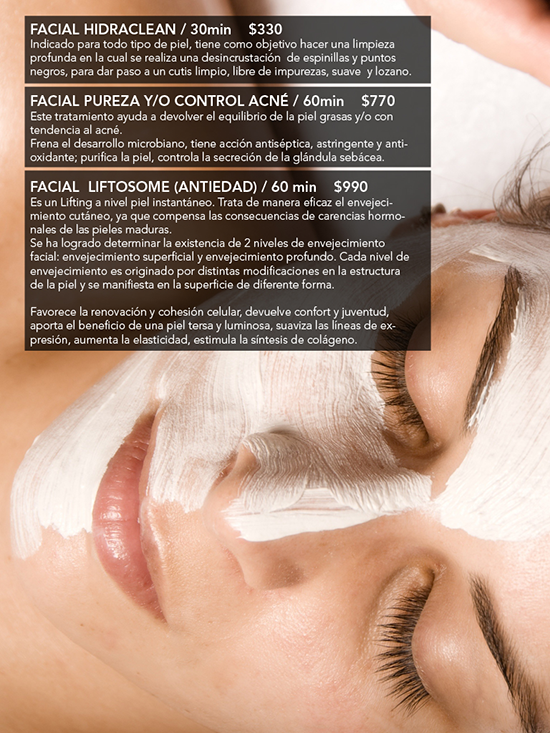 FACIAL HIDRACLEAN / 30min $330
Indicado para todo tipo de piel, tiene como objetivo hacer una limpieza
profunda en la cual se realiza una desincrustación de espinillas y puntos
negros, para dar paso a un cutis limpio, libre de impurezas, suave y lozano.
FACIAL PUREZA Y/O CONTROL ACNÉ / 60min $770
Este tratamiento ayuda a devolver el equilibrio de la piel grasas y/o con
tendencia al acné.
Frena el desarrollo microbiano, tiene acción antiséptica, astringente y anti-
oxidante; purifica la piel, controla la secreción de la glándula sebácea.
FACIAL LIFTOSOME (ANTIEDAD) / 60 min $990
Es un Lifting a nivel piel instantáneo. Trata de manera eficaz el envejeci-
miento cutáneo, ya que compensa las consecuencias de carencias hormo-
nales de las pieles maduras.
Se ha logrado determinar la existencia de 2 niveles de envejecimiento
facial: envejecimiento superficial y envejecimiento profundo. Cada nivel de
envejecimiento es originado por distintas modificaciones en la estructura
de la piel y se manifiesta en la superficie de diferente forma.
Favorece la renovación y cohesión celular, devuelve confort y juventud,
aporta el beneficio de una piel tersa y luminosa, suaviza las líneas de ex-
presión, aumenta la elasticidad, estimula la síntesis de colágeno.